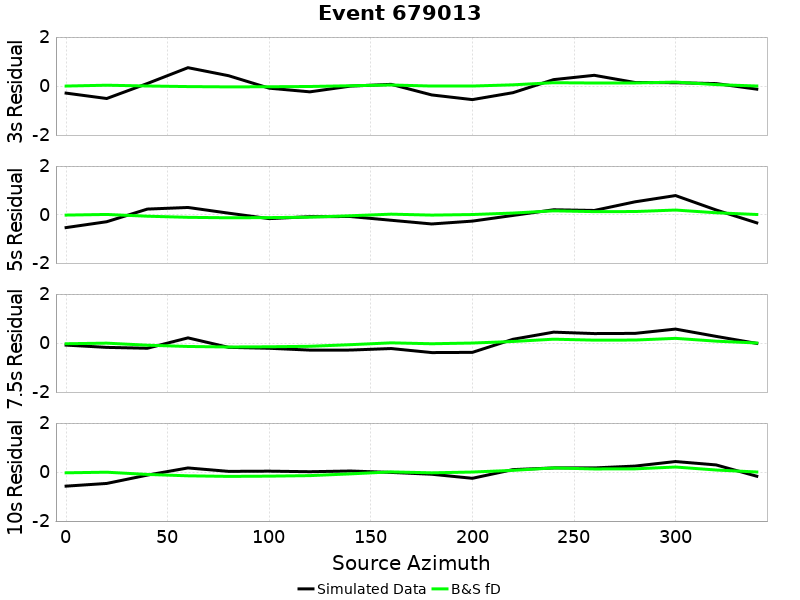 Event 679013
3s Residual
2
0
-2
5s Residual
2
0
-2
7.5s Residual
2
0
-2
10s Residual
2
0
-2
0 50 100 150 200 250 300
Source Azimuth
Simulated Data B&S fD